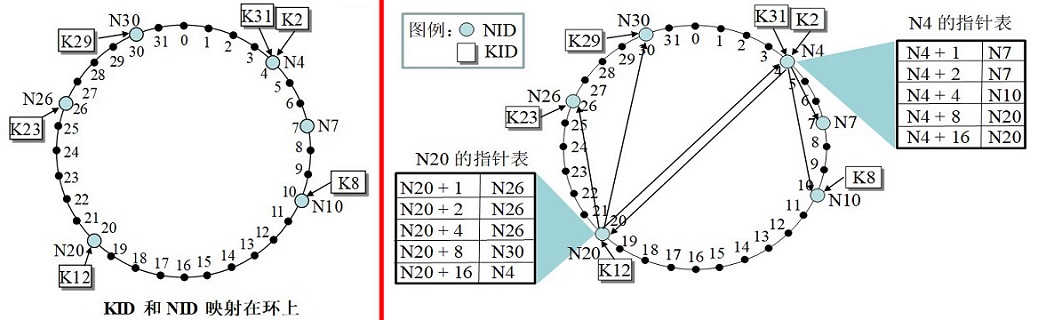 K31
K2
N30
K29
30
31
0
1
2
3
4
N4
5
6
7
N7
8
9
10
N10
K8
11
12
13
14
15
16
17
18
19
20
N20
K12
21
22
23
24
25
26
N26
K23
27
28
29
KID 和 NID 映射在环上
图例：
NID
KID
K31
K2
N30
K29
30
31
0
1
2
3
4
N4
5
6
7
N7
8
9
10
N10
K8
11
12
13
14
15
16
17
18
19
20
N20
K12
21
22
23
24
25
26
N26
K23
27
28
29
N4 的指针表
N4 + 1 N7
N4 + 2 N7
N4 + 4 N10
N4 + 8 N20
N4 + 16 N20
N20 的指针表
N20 + 1 N26
N20 + 2 N26
N20 + 4 N26
N20 + 8 N30
N20 + 16 N4